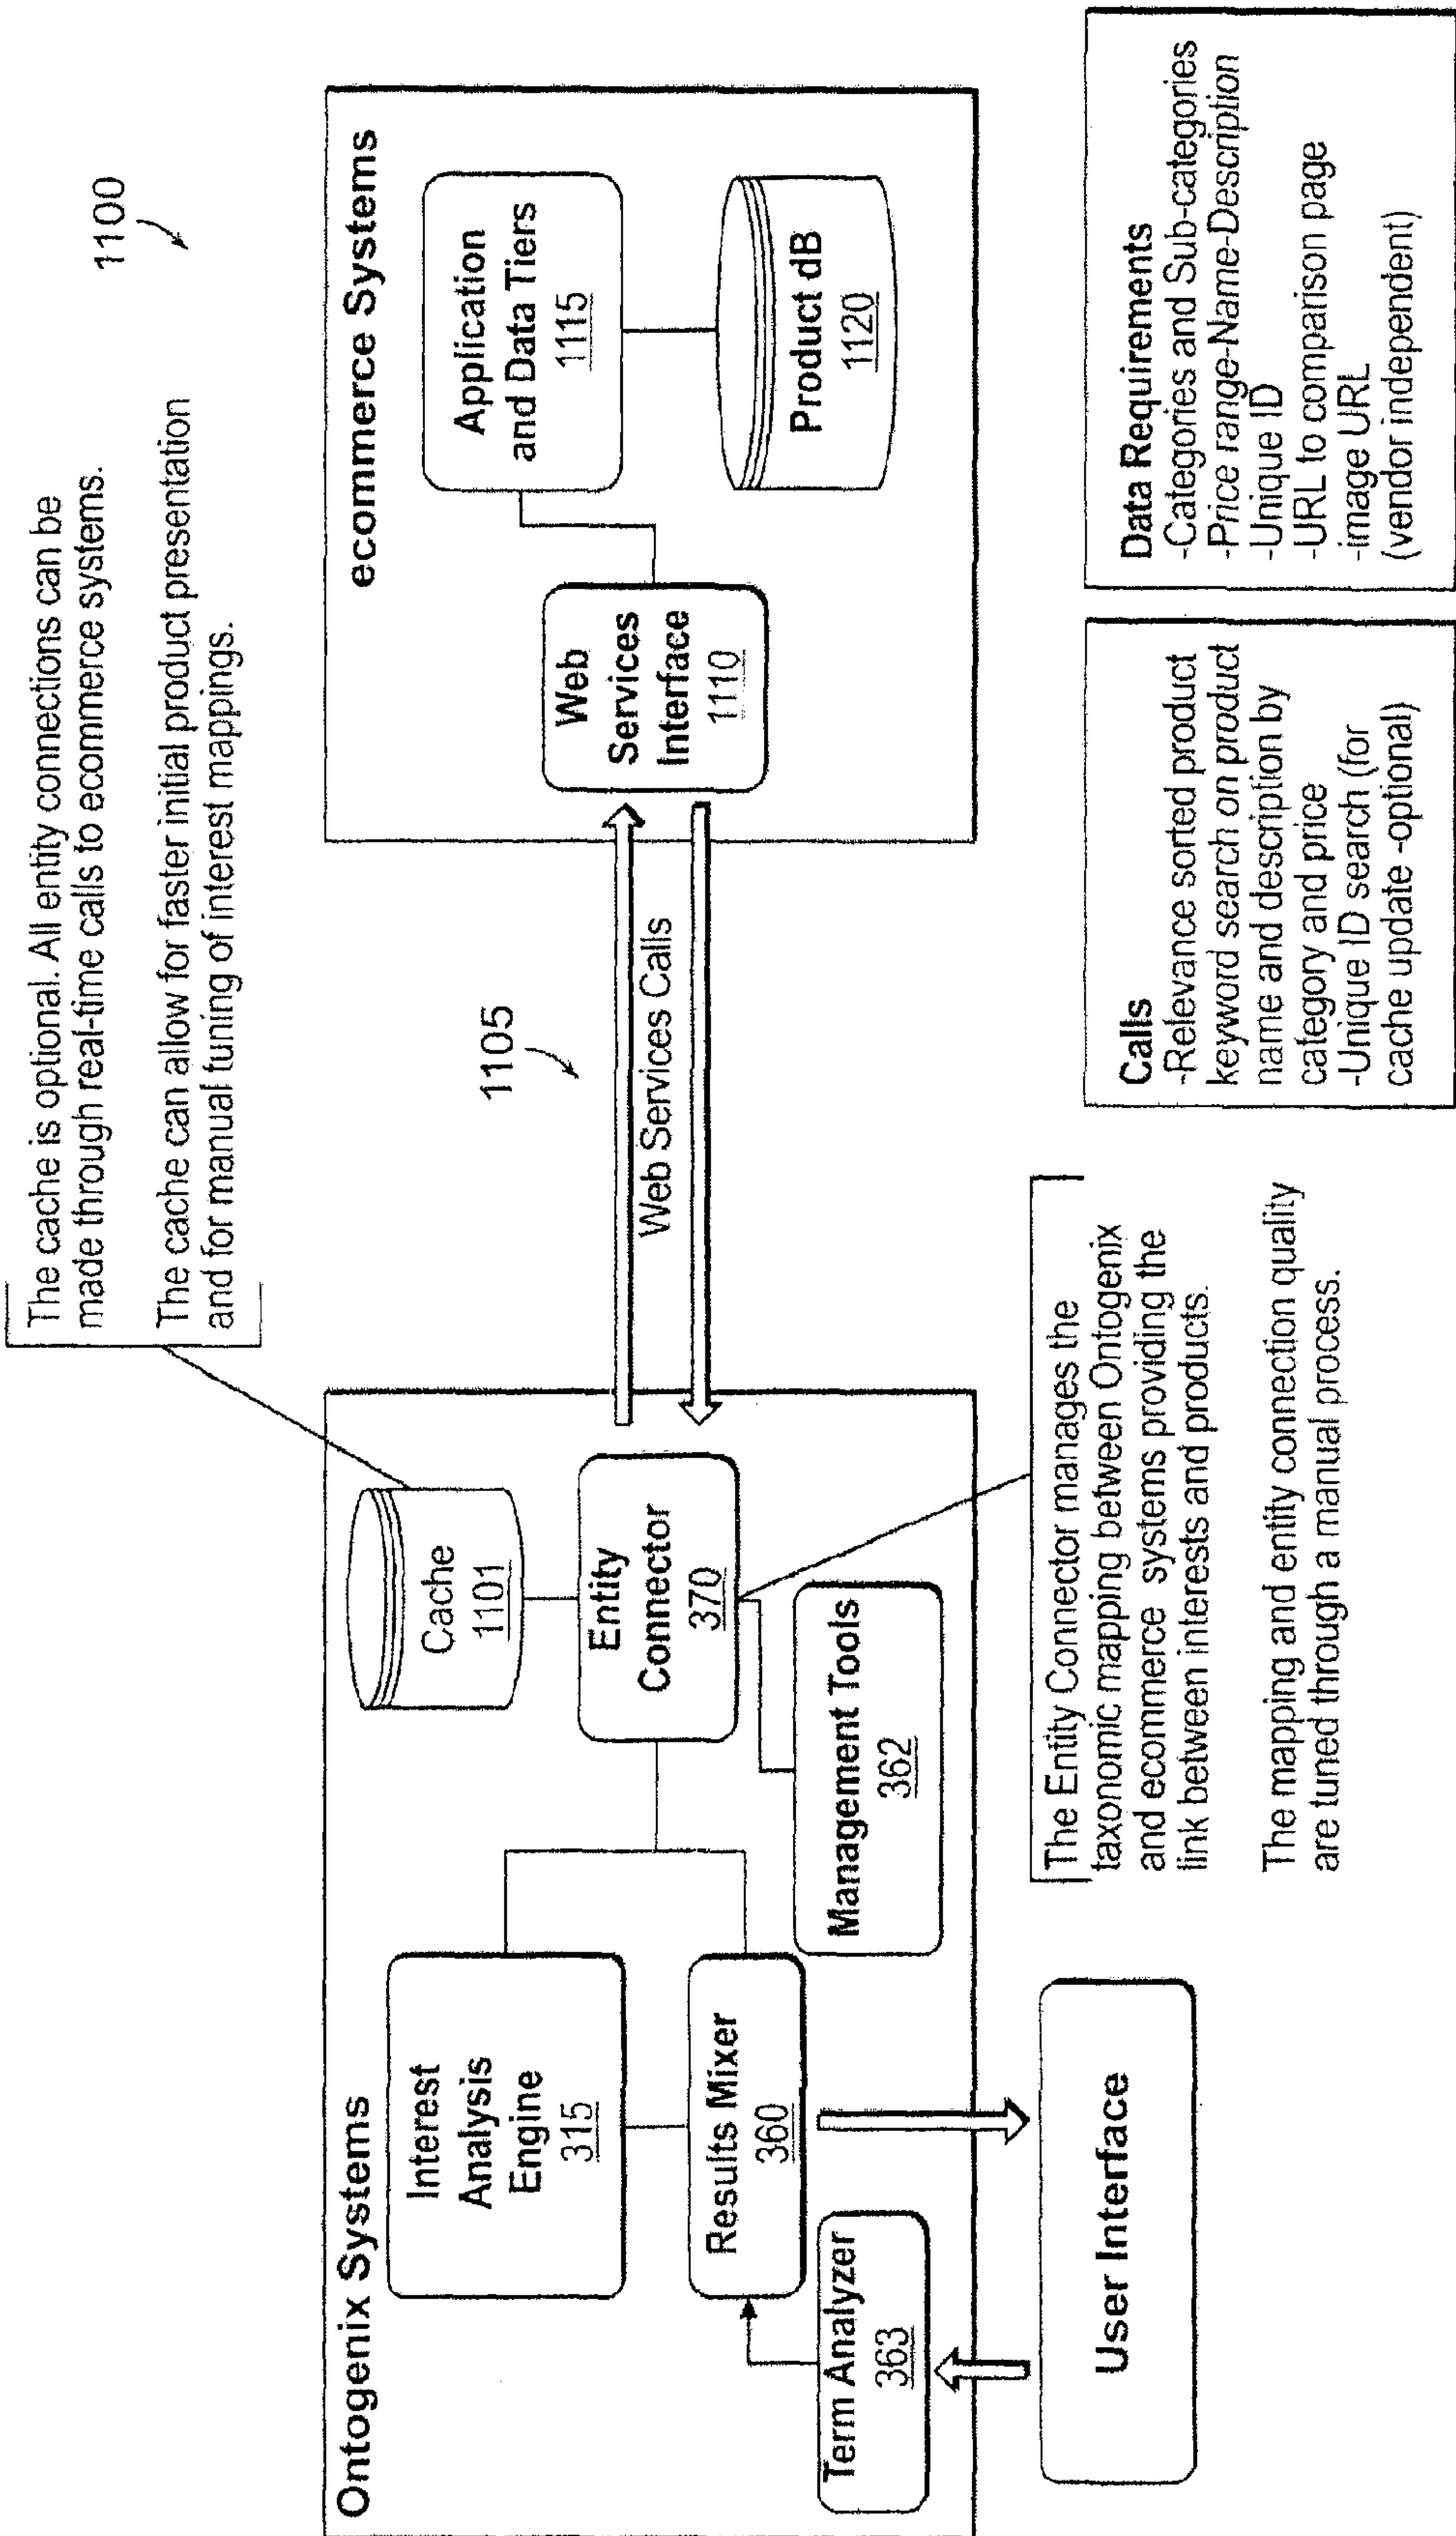 1100
The cache is optional. All entity connections can be
made through real-time calls to ecommerce systems.
The cache can allow for faster initial product presentation
and for manual tuning of interest mappings.
Ontogenix Systems
Interest
Analysis
Engine
315
Results Mixer
360
Term Analyzer
363
Cache
1101
Entity
Connector
370
Management Tools
362
User Interface
1105
Web Services Calls
ecommerce Systems
Web
Services
Interface
1110
Application
and Data Tiers
1115
Product dB
1120
The Entity Connector manages the
taxonomic mapping between Ontogenix
and ecommerce systems providing the
link between interests and products.
The mapping and entity connection quality
are tuned through a manual process.
Calls
-Relevance sorted product
keyword search on product
name and description by
category and price
-Unique ID search (for
cache update -optional)
Data Requirements
-Categories and Sub-categories
-Price range-Name-Description
-Unique ID
-URL to comparison page
-image URL
(vendor independent)